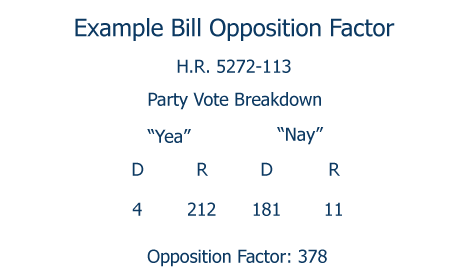 Example Bill Opposition Factor
H.R. 5272-113
Party Vote Breakdown
“Yea” “Nay”
D R D R
4 212 181 11
Opposition Factor: 378